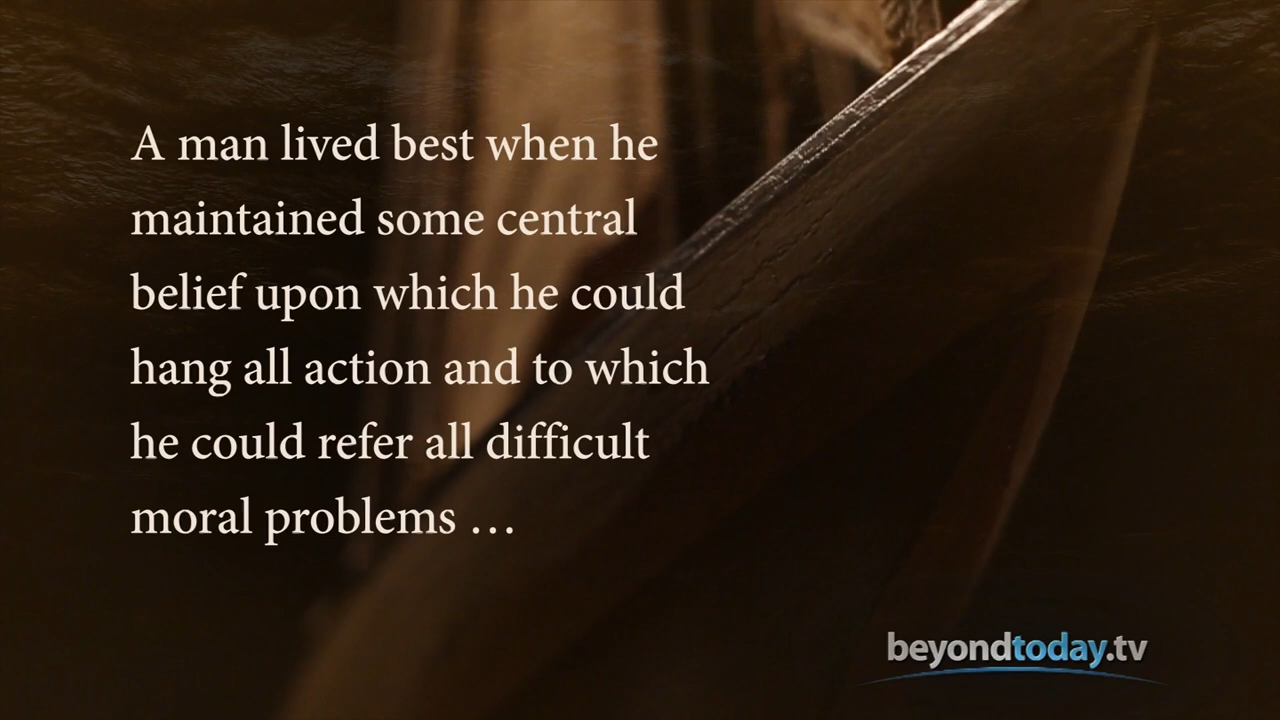 A man lived best when he
maintained some central
belief upon which he could
hang all action and to which
he could refer all difficult
moral problems …
beyondtoday.tv